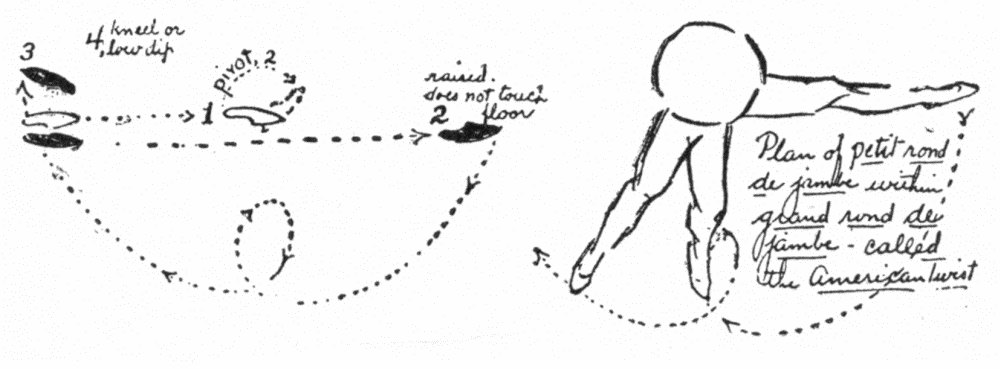 3
4, kneel or
low dip
Pivot, 2
1
raised.
does not touch
floor
2
Plan of petit rond
de jambe within
grand rond de
jambe - called
the American twist